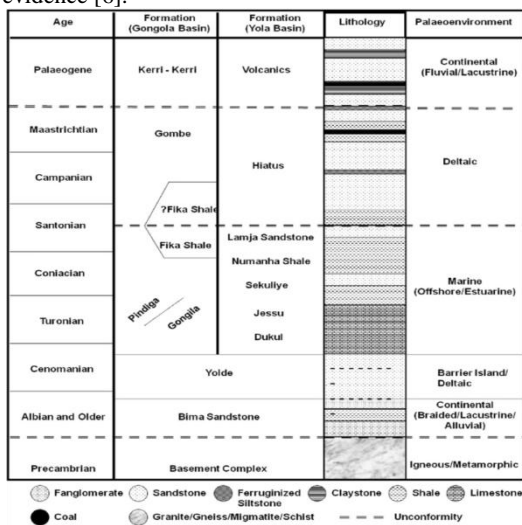 evidence [6].
Age Formation (Gongola Basin) Formation (Yola Basin) Lithology Palaeoenvironment
Palaeogene Kerri - Kerri Volcanics Continental (Fluvial/Lacustrine)
Maastrichtian Gombe
Hiatus Deltaic
Campanian
?Fika Shale
Santonian Lamja Sandstone
Fika Shale
Numanha Shale
Coniacian Sekuliye Marine (Offshore/Estuarine)
Pindiga Gongila Jessu
Turonian Dukul
Cenomanian Yolde Barrier Island/ Deltaic
Albian and Older Bima Sandstone Continental (Braided/Lacustrine/ Alluvial)
Precambrian Basement Complex Igneous/Metamorphic
Fanglomerate Sandstone Ferruginized Siltstone Claystone Shale Limestone
Coal Granite/Gneiss/Migmatite/Schist Unconformity